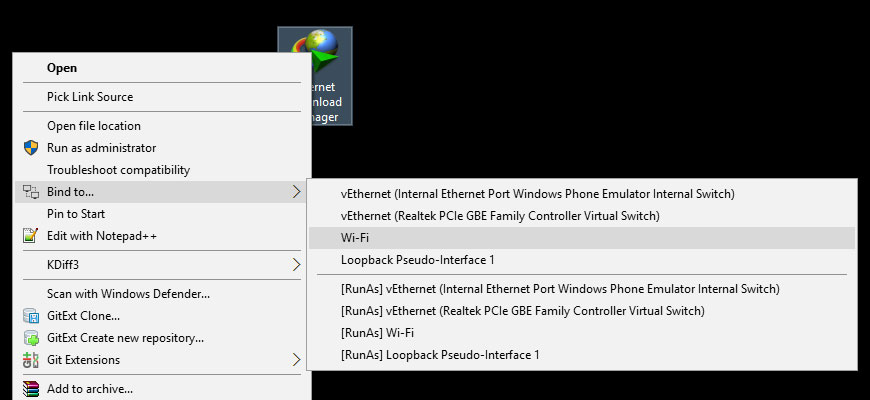 Open
Pick Link Source
Open file location
Run as administrator
Troubleshoot compatibility
Bind to...
Pin to Start
Edit with Notepad++
KDiff3
Scan with Windows Defender...
GitExt Clone...
GitExt Create new repository...
Git Extensions
Add to archive...
ernet
nload
nager
vEthernet (Internal Ethernet Port Windows Phone Emulator Internal Switch)
vEthernet (Realtek PCIe GBE Family Controller Virtual Switch)
Wi-Fi
Loopback Pseudo-Interface 1
[RunAs] vEthernet (Internal Ethernet Port Windows Phone Emulator Internal Switch)
[RunAs] vEthernet (Realtek PCIe GBE Family Controller Virtual Switch)
[RunAs] Wi-Fi
[RunAs] Loopback Pseudo-Interface 1